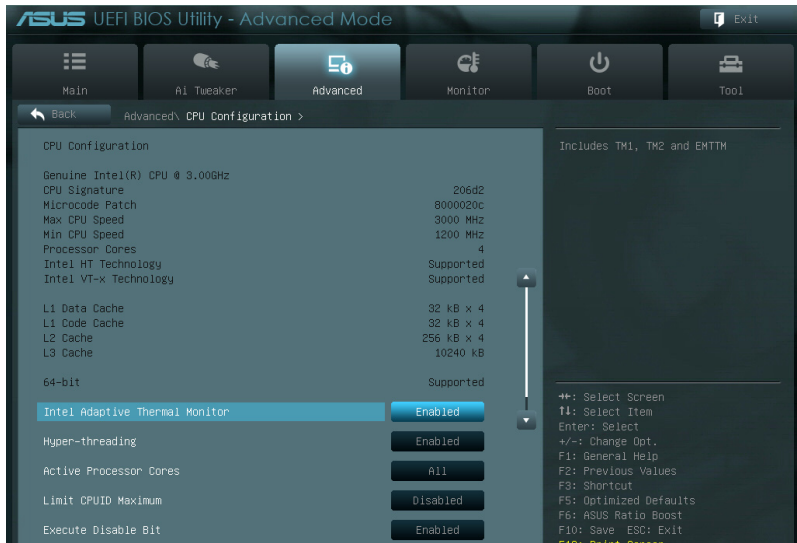 ASUS UEFI BIOS Utility - Advanced Mode
Exit
Main
Ai Tweaker
Advanced
Monitor
Boot
Tool
Back
Advanced\ CPU Configuration >
CPU Configuration
Genuine Intel(R) CPU @ 3.00GHz
CPU Signature 206d2
Microcode Patch 8000020c
Max CPU Speed 3000 MHz
Min CPU Speed 1200 MHz
Processor Cores 4
Intel HT Technology Supported
Intel VT-x Technology Supported
L1 Data Cache 32 kB x 4
L1 Code Cache 32 kB x 4
L2 Cache 256 kB x 4
L3 Cache 10240 kB
64-bit Supported
Intel Adaptive Thermal Monitor Enabled
Hyper-threading Enabled
Active Processor Cores All
Limit CPUID Maximum Disabled
Execute Disable Bit Enabled
Includes TM1, TM2 and EMTTM
→←: Select Screen
↑↓: Select Item
Enter: Select
+/-: Change Opt.
F1: General Help
F2: Previous Values
F3: Shortcut
F5: Optimized Defaults
F6: ASUS Ratio Boost
F10: Save ESC: Exit
F12: Print Screen